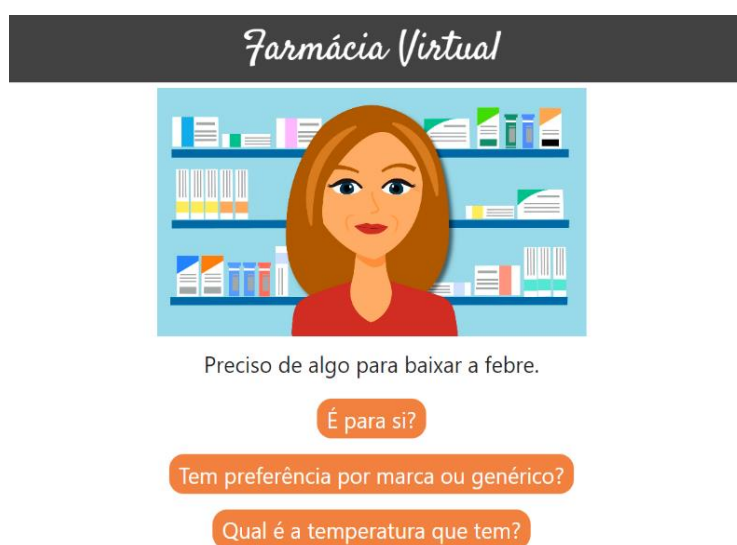 Farmácia Virtual
Preciso de algo para baixar a febre.
É para si?
Tem preferência por marca ou genérico?
Qual é a temperatura que tem?